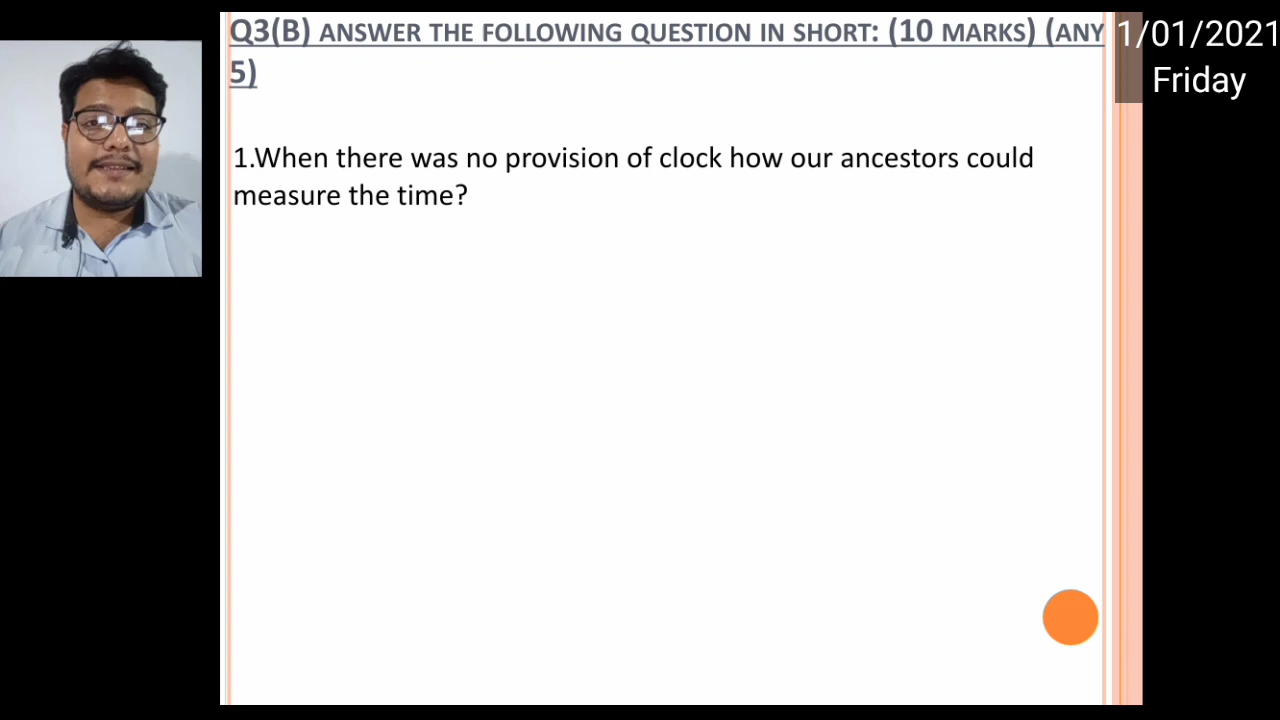 Q3(B) ANSWER THE FOLLOWING QUESTION IN SHORT: (10 MARKS) (ANY
5)
1/01/2021
Friday
1.When there was no provision of clock how our ancestors could
measure the time?